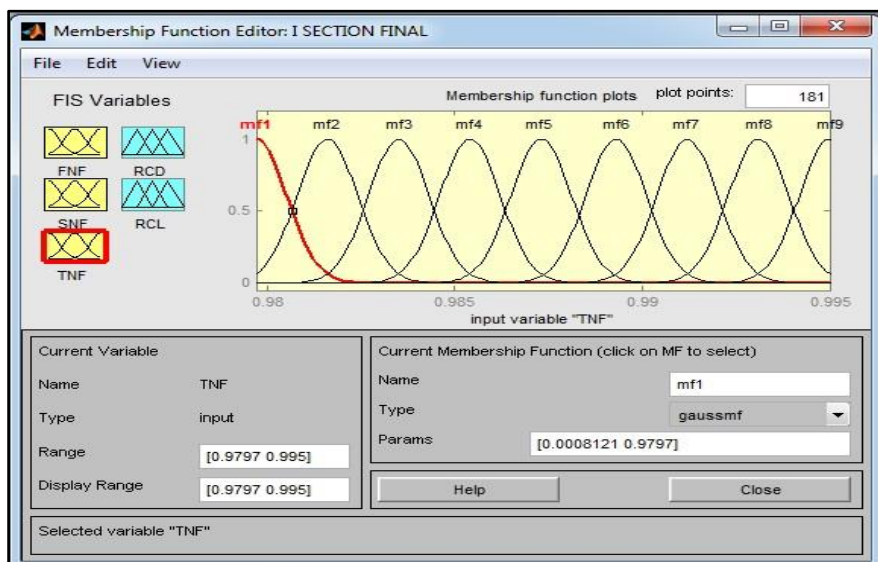 Membership Function Editor: I SECTION FINAL
File Edit View
FIS Variables
FNF RCD
SNF RCL
TNF
Membership function plots plot points: 181
mf1 mf2 mf3 mf4 mf5 mf6 mf7 mf8 mf9
1
0.5
0
0.98 0.985 0.99 0.995
input variable "TNF"
Current Variable
Name TNF
Type input
Range [0.9797 0.995]
Display Range [0.9797 0.995]
Current Membership Function (click on MF to select)
Name mf1
Type gaussmf
Params [0.0008121 0.9797]
Help Close
Selected variable "TNF"